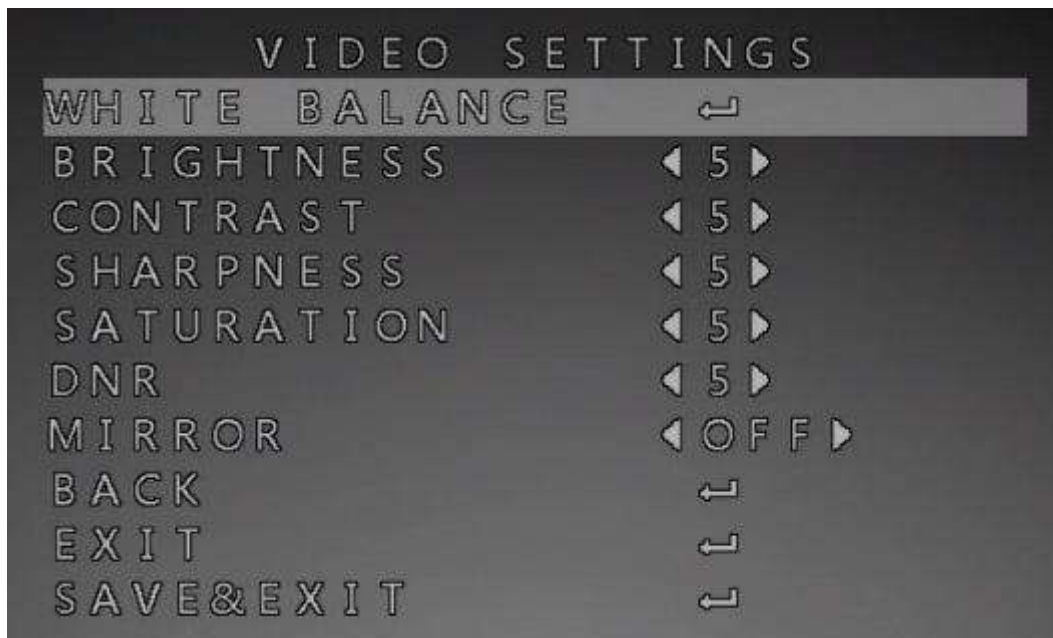 VIDEO SETTINGS
WHITE BALANCE ↵
BRIGHTNESS ◀ 5 ▶
CONTRAST ◀ 5 ▶
SHARPNESS ◀ 5 ▶
SATURATION ◀ 5 ▶
DNR ◀ 5 ▶
MIRROR ◀ OFF ▶
BACK ↵
EXIT ↵
SAVE&EXIT ↵